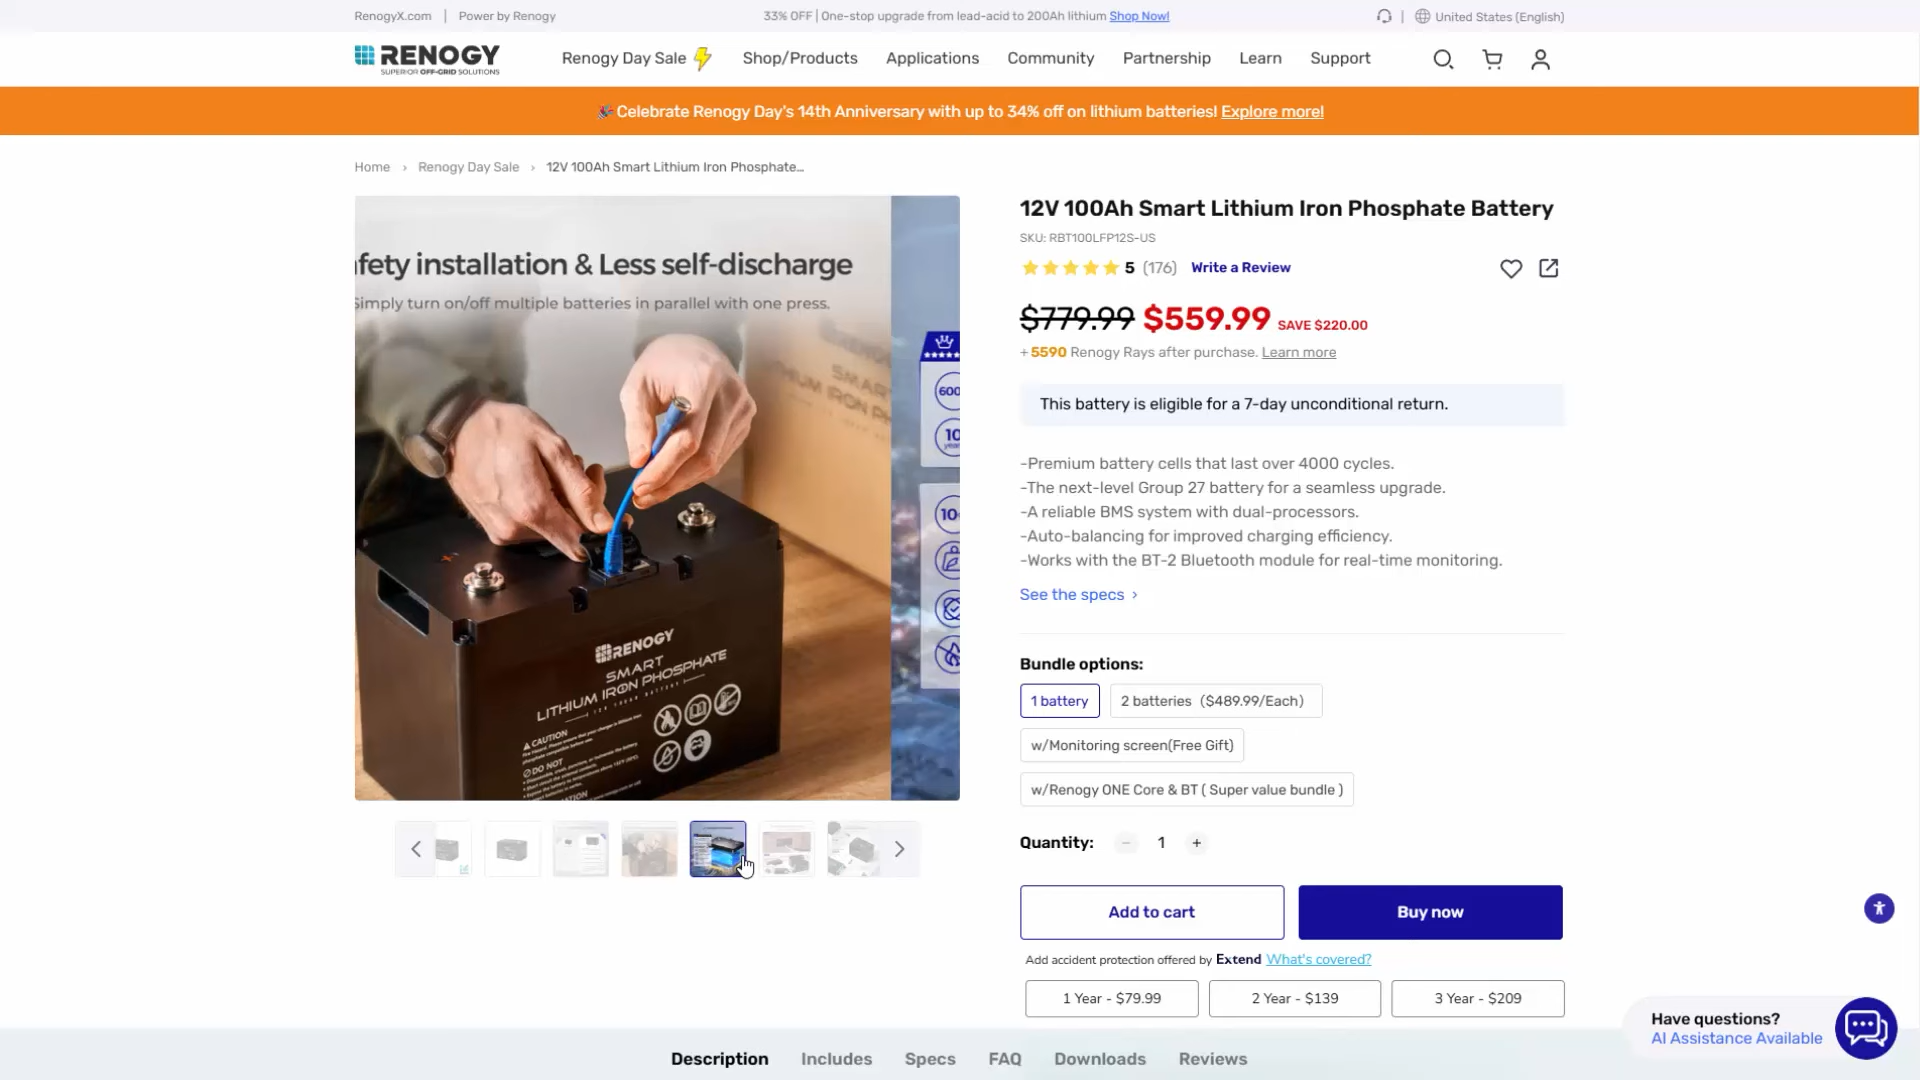 RenogyX.com | Power by Renogy
33% OFF | One-stop upgrade from lead-acid to 200Ah lithium Shop Now!
United States (English)
RENOGY
SUPERIOR OFF-GRID SOLUTIONS
Renogy Day Sale
Shop/Products
Applications
Community
Partnership
Learn
Support
Celebrate Renogy Day's 14th Anniversary with up to 34% off on lithium batteries! Explore more!
Home › Renogy Day Sale › 12V 100Ah Smart Lithium Iron Phosphate...
fety installation & Less self-discharge
Simply turn on/off multiple batteries in parallel with one press.
600
10
years
10
RENOGY
SMART
LITHIUM IRON PHOSPHATE
CAUTION
DO NOT
12V 100Ah Smart Lithium Iron Phosphate Battery
SKU: RBT100LFP12S-US
5 (176) Write a Review
$779.99 $559.99 SAVE $220.00
+ 5590 Renogy Rays after purchase. Learn more
This battery is eligible for a 7-day unconditional return.
-Premium battery cells that last over 4000 cycles.
-The next-level Group 27 battery for a seamless upgrade.
-A reliable BMS system with dual-processors.
-Auto-balancing for improved charging efficiency.
-Works with the BT-2 Bluetooth module for real-time monitoring.
See the specs ›
Bundle options:
1 battery
2 batteries ($489.99/Each)
w/Monitoring screen(Free Gift)
w/Renogy ONE Core & BT ( Super value bundle )
Quantity: − 1 +
Add to cart
Buy now
Add accident protection offered by Extend What's covered?
1 Year - $79.99
2 Year - $139
3 Year - $209
Have questions?
AI Assistance Available
Description
Includes
Specs
FAQ
Downloads
Reviews